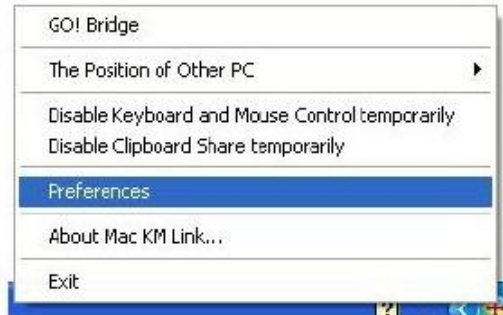 GO! Bridge
The Position of Other PC
Disable Keyboard and Mouse Control temporarily
Disable Clipboard Share temporarily
Preferences
About Mac KM Link...
Exit